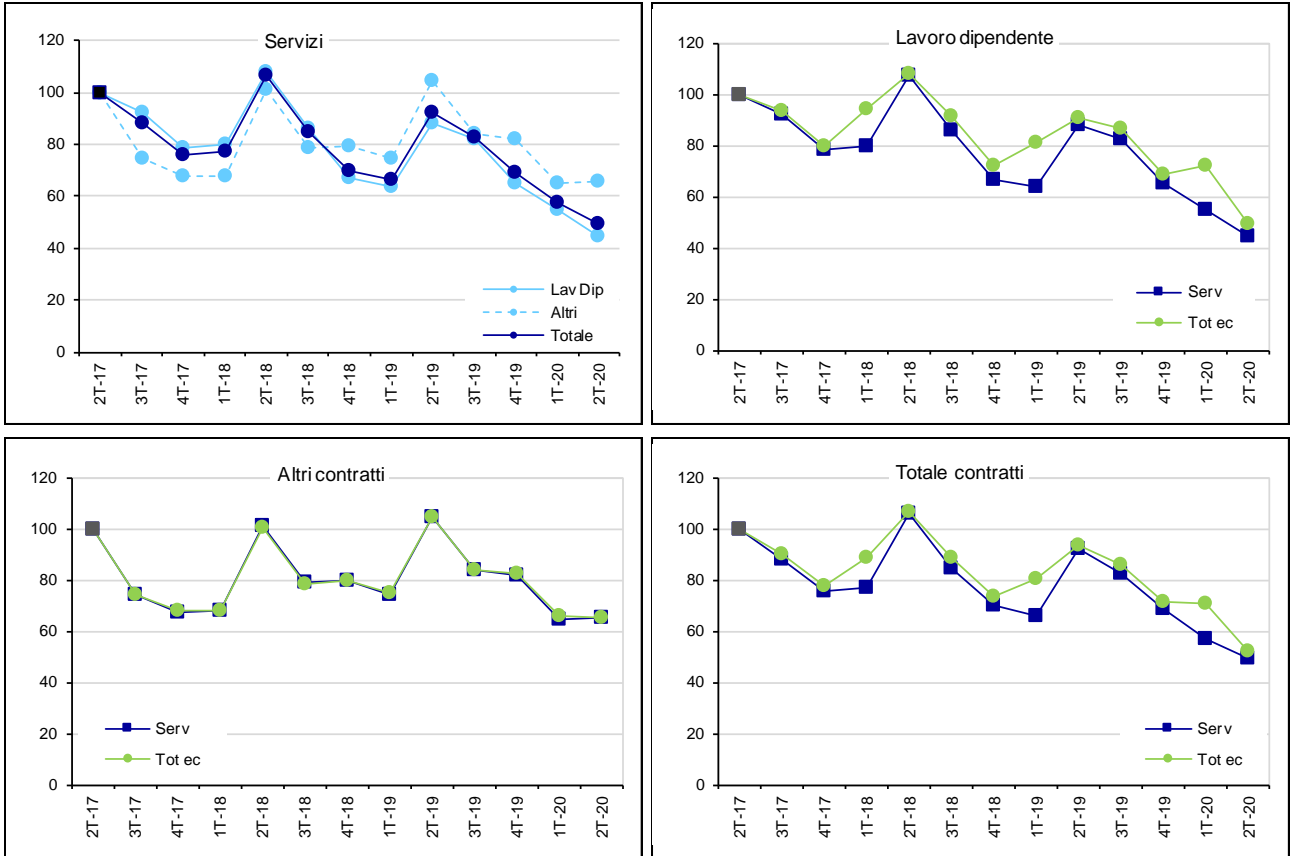 Servizi
120
100
80
60
40
20
0
Lav Dip
Altri
Totale
2T-17
3T-17
4T-17
1T-18
2T-18
3T-18
4T-18
1T-19
2T-19
3T-19
4T-19
1T-20
2T-20
Lavoro dipendente
120
100
80
60
40
20
0
Serv
Tot ec
2T-17
3T-17
4T-17
1T-18
2T-18
3T-18
4T-18
1T-19
2T-19
3T-19
4T-19
1T-20
2T-20
Altri contratti
120
100
80
60
40
20
0
Serv
Tot ec
2T-17
3T-17
4T-17
1T-18
2T-18
3T-18
4T-18
1T-19
2T-19
3T-19
4T-19
1T-20
2T-20
Totale contratti
120
100
80
60
40
20
0
Serv
Tot ec
2T-17
3T-17
4T-17
1T-18
2T-18
3T-18
4T-18
1T-19
2T-19
3T-19
4T-19
1T-20
2T-20